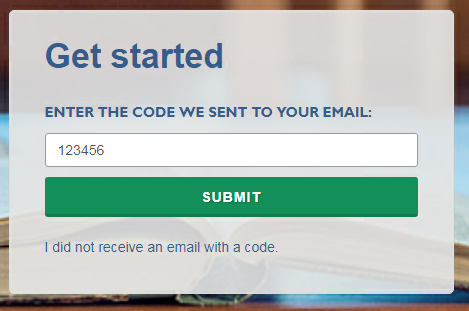 Get started
ENTER THE CODE WE SENT TO YOUR EMAIL:
123456
SUBMIT
I did not receive an email with a code.